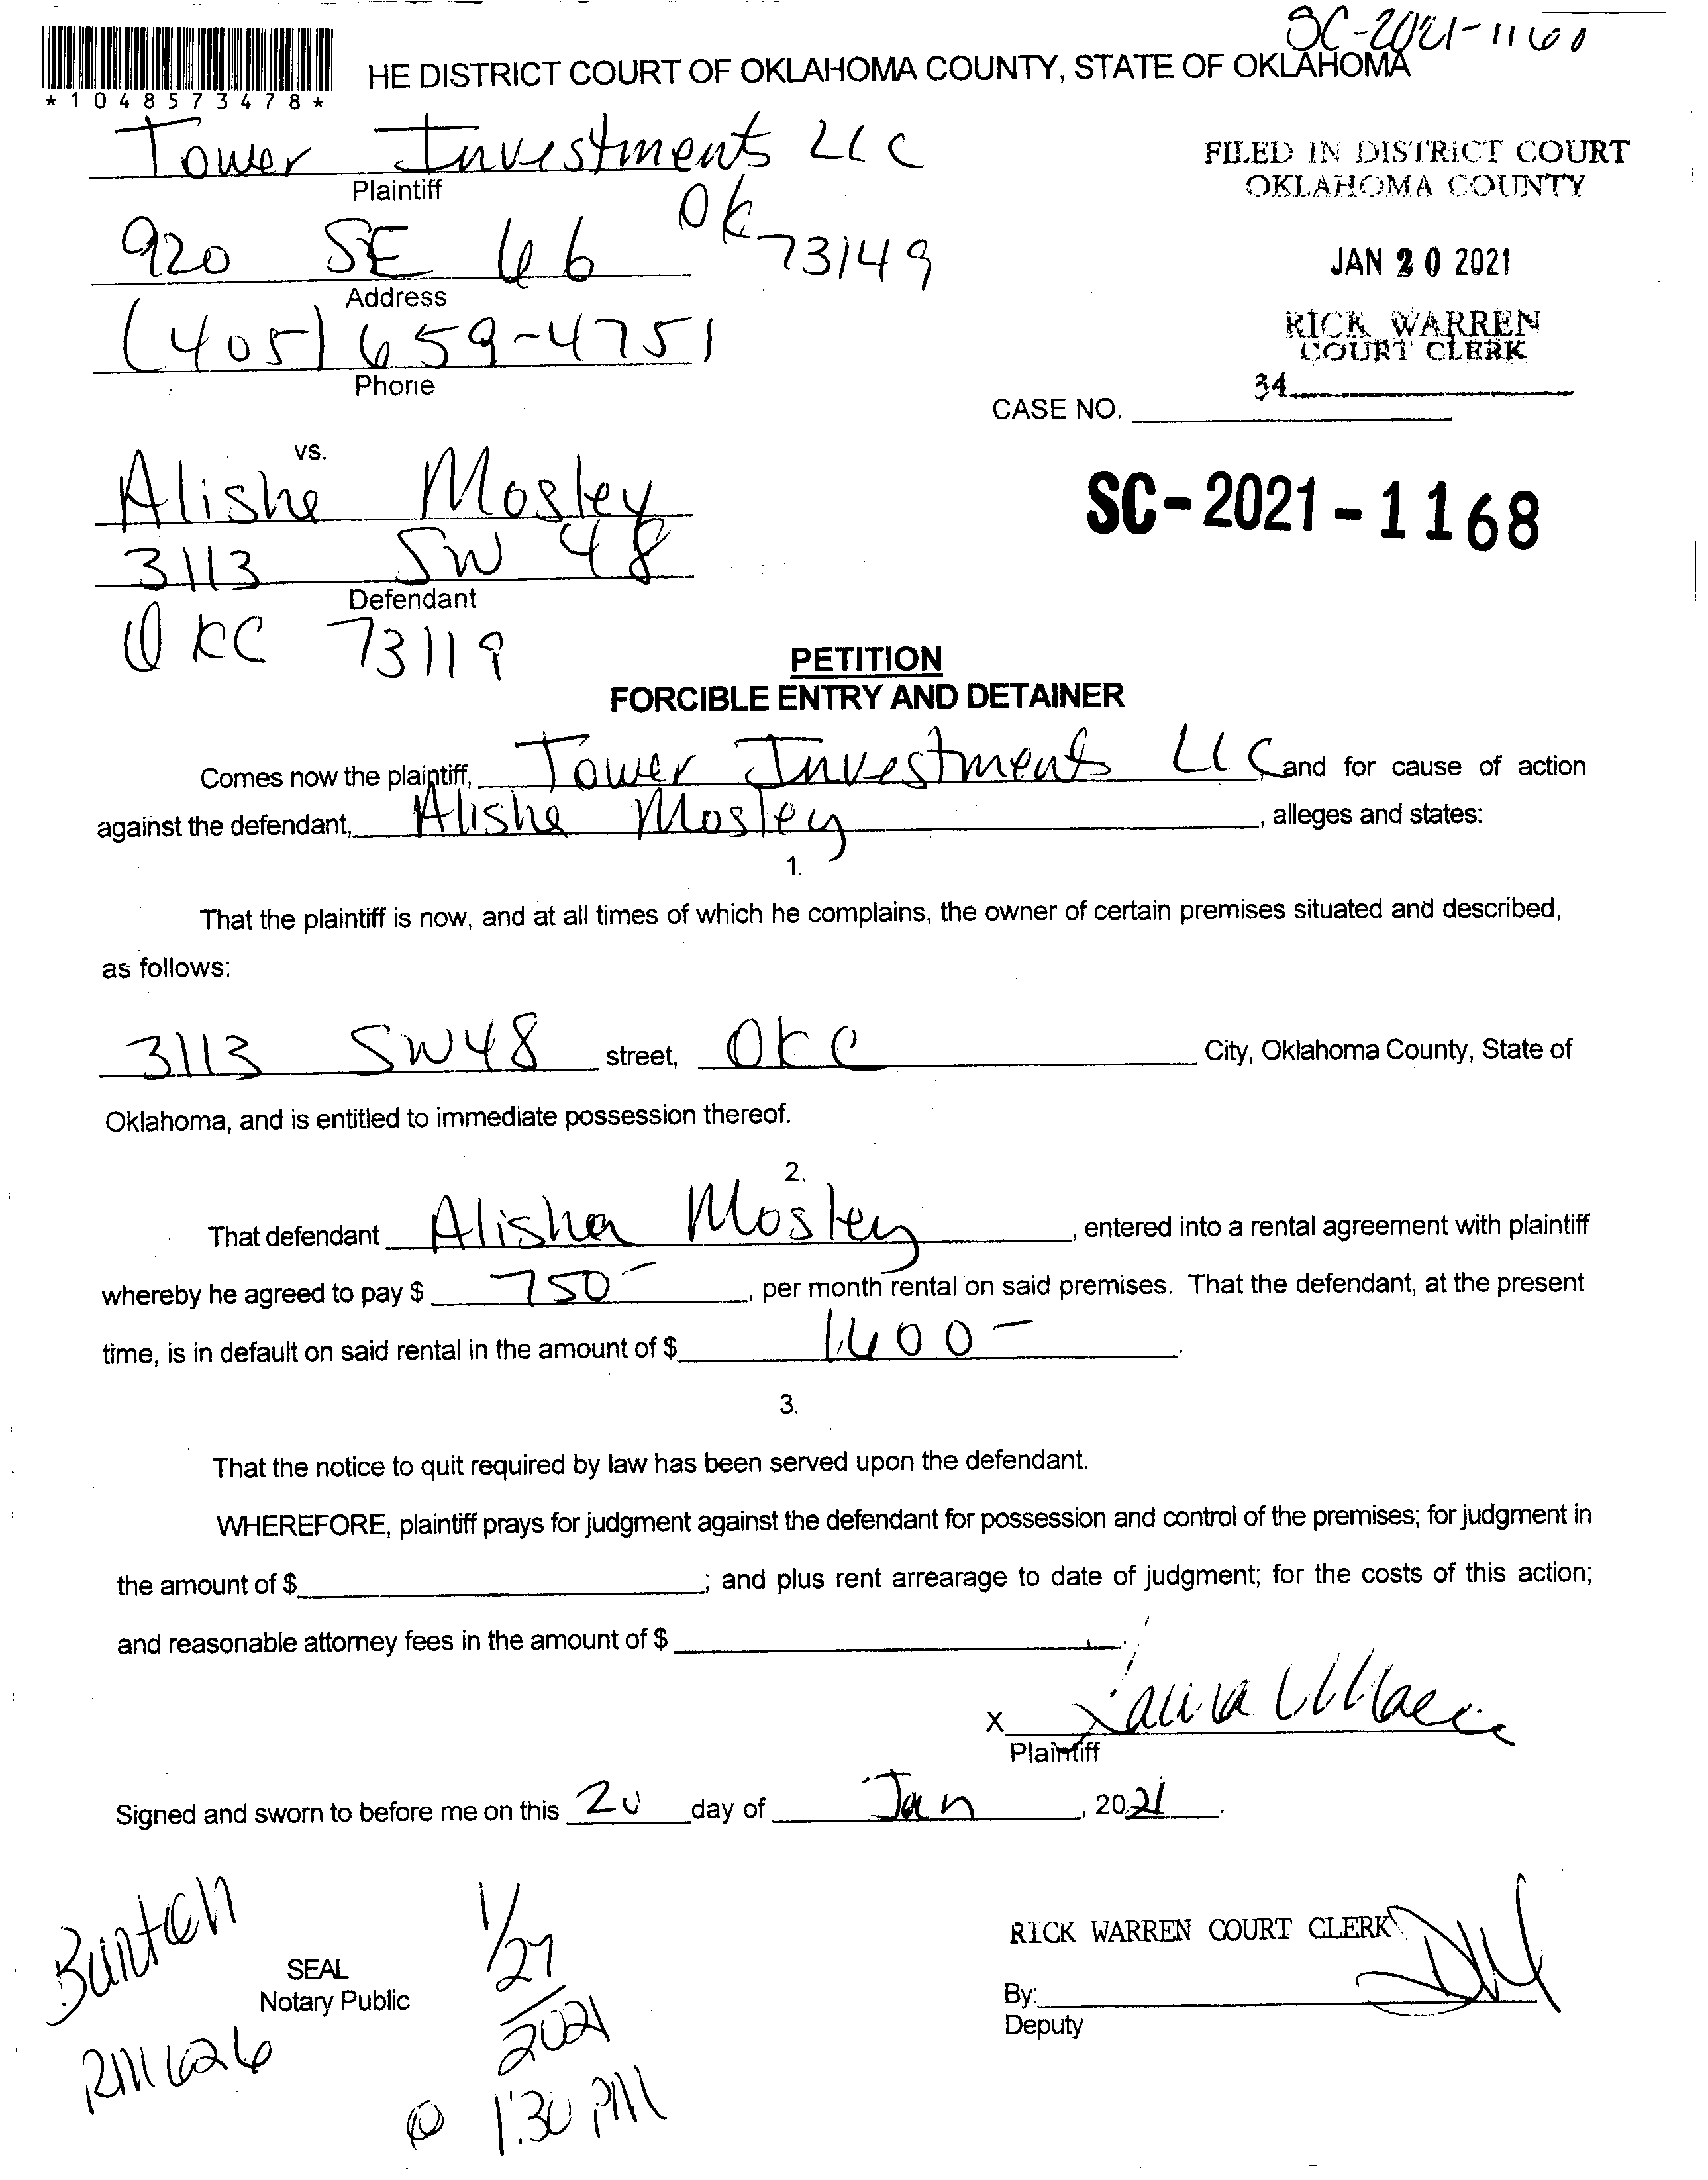 SC-2021-1160
*1048573478*
HE DISTRICT COURT OF OKLAHOMA COUNTY, STATE OF OKLAHOMA
Tower Investments LLC
Plaintiff
FILED IN DISTRICT COURT
OKLAHOMA COUNTY
920 SE 66 Ok 73149
Address
JAN 20 2021
(405) 659-4751
Phone
RICK WARREN
COURT CLERK
34
CASE NO.
vs.
Alisha Mosley
3113 SW 48
Defendant
OKC 73119
SC-2021-1168
PETITION
FORCIBLE ENTRY AND DETAINER
Comes now the plaintiff, Tower Investments LLC and for cause of action
against the defendant, Alisha Mosley, alleges and states:
1.
That the plaintiff is now, and at all times of which he complains, the owner of certain premises situated and described,
as follows:
3113 SW48 street, OKC City, Oklahoma County, State of
Oklahoma, and is entitled to immediate possession thereof.
2.
That defendant Alisha Mosley, entered into a rental agreement with plaintiff
whereby he agreed to pay $ 750-, per month rental on said premises. That the defendant, at the present
time, is in default on said rental in the amount of $ 1600-.
3.
That the notice to quit required by law has been served upon the defendant.
WHEREFORE, plaintiff prays for judgment against the defendant for possession and control of the premises; for judgment in
the amount of $; and plus rent arrearage to date of judgment; for the costs of this action;
and reasonable attorney fees in the amount of $.
X Laura
Plaintiff
Signed and sworn to before me on this 20 day of Jan, 2021.
SEAL
Notary Public
RM 626
1/27/2021
@ 1:30 PM
RICK WARREN COURT CLERK
By:
Deputy